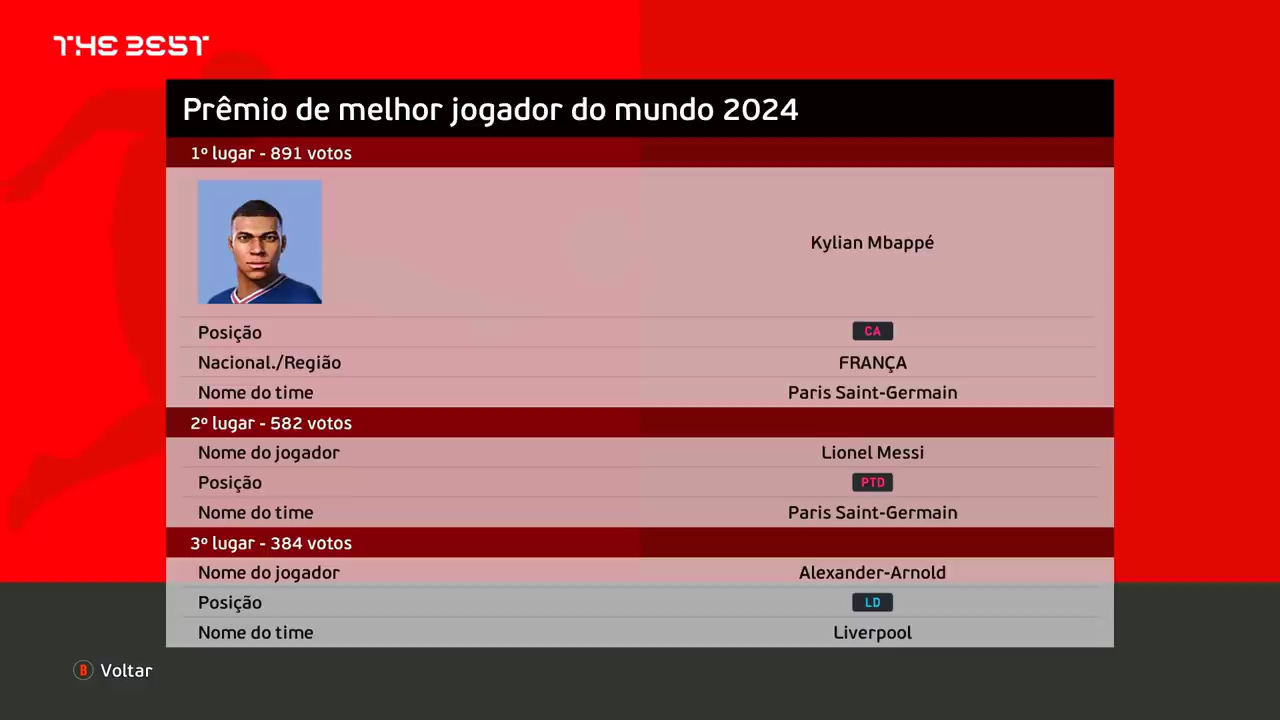 THE BEST
Prêmio de melhor jogador do mundo 2024
1º lugar - 891 votos
Kylian Mbappé
Posição CA
Nacional./Região FRANÇA
Nome do time Paris Saint-Germain
2º lugar - 582 votos
Nome do jogador Lionel Messi
Posição PTD
Nome do time Paris Saint-Germain
3º lugar - 384 votos
Nome do jogador Alexander-Arnold
Posição LD
Nome do time Liverpool
B Voltar